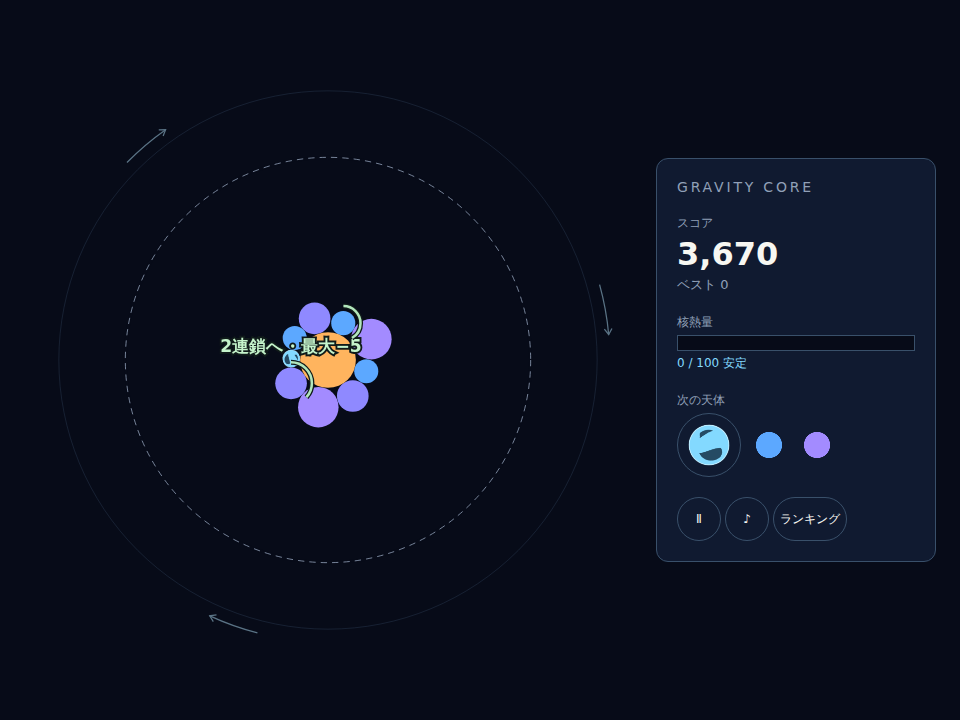 2連鎖へ・最大−5
GRAVITY CORE
スコア
3,670
ベスト 0
核熱量
0 / 100 安定
次の天体
Ⅱ
♪
ランキング